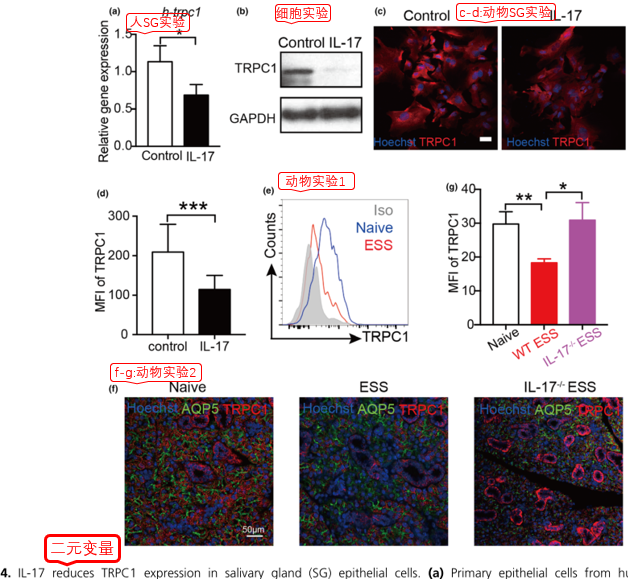 (a)
h-trpc1
人SG实验
Relative gene expression
1.5
1.0
0.5
0.0
*
Control IL-17
(b)
细胞实验
Control IL-17
TRPC1
GAPDH
(c)
c-d:动物SG实验
Control
IL-17
Hoechst TRPC1
Hoechst TRPC1
(d)
MFI of TRPC1
300
200
100
0
***
control IL-17
(e)
动物实验1
Counts
Iso
Naive
ESS
TRPC1
(g)
MFI of TRPC1
40
30
20
10
0
** *
Naive
WT ESS
IL-17-/- ESS
f-g:动物实验2
(f)
Naive ESS IL-17-/- ESS
Hoechst AQP5 TRPC1
Hoechst AQP5 TRPC1
Hoechst AQP5 TRPC1
50μm
二元变量
4. IL-17 reduces TRPC1 expression in salivary gland (SG) epithelial cells. (a) Primary epithelial cells from hu